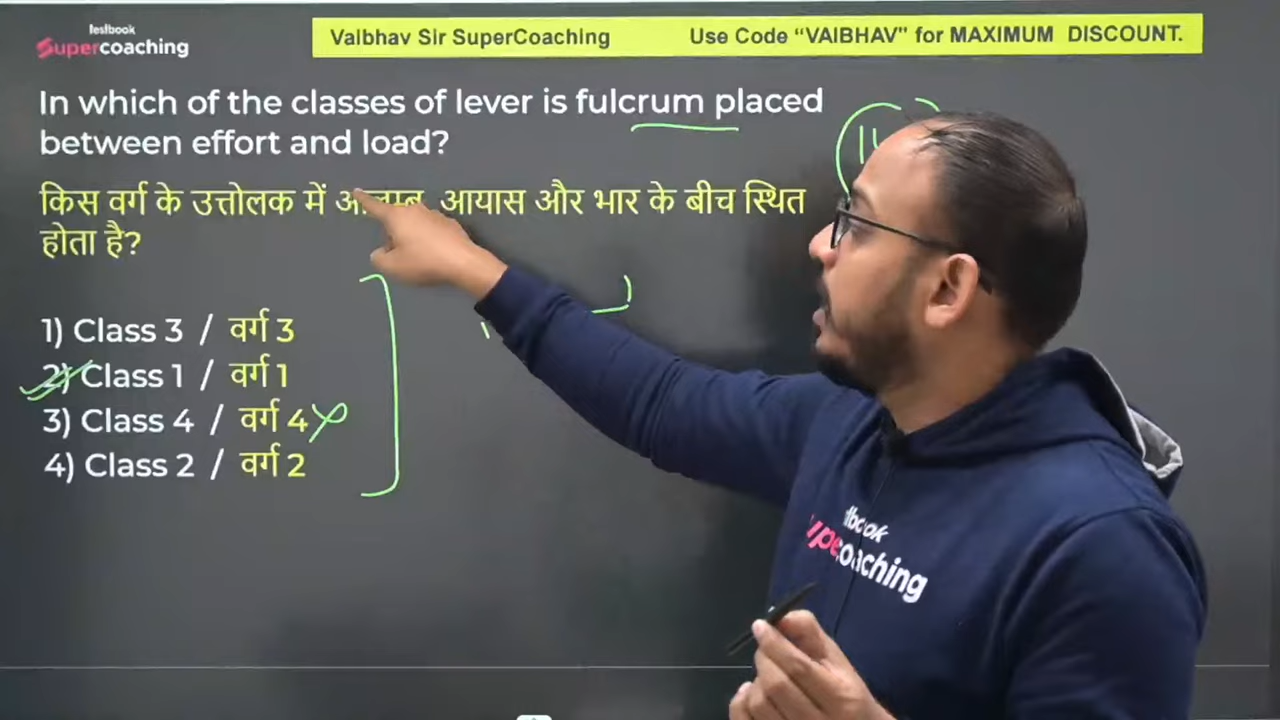 testbook
Supercoaching
Vaibhav Sir SuperCoaching
Use Code “VAIBHAV” for MAXIMUM DISCOUNT.
In which of the classes of lever is fulcrum placed
between effort and load?
किस वर्ग के उत्तोलक में आलम्ब, आयास और भार के बीच स्थित
होता है?
1) Class 3 / वर्ग 3
2) Class 1 / वर्ग 1
3) Class 4 / वर्ग 4
4) Class 2 / वर्ग 2